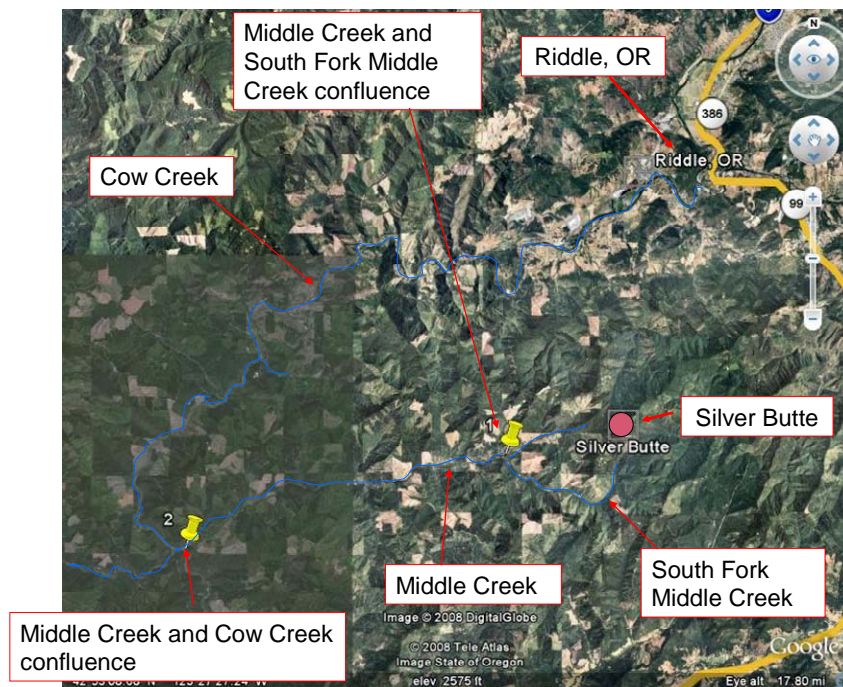 Middle Creek and
South Fork Middle
Creek confluence
Riddle, OR
N
386
Riddle, OR
Cow Creek
99
1
Silver Butte
Silver Butte
2
Middle Creek
South Fork
Middle Creek
Image © 2008 DigitalGlobe
Middle Creek and Cow Creek
confluence
© 2008 Tele Atlas
Image State of Oregon
Google
elev 2575 ft
Eye alt 17.80 mi